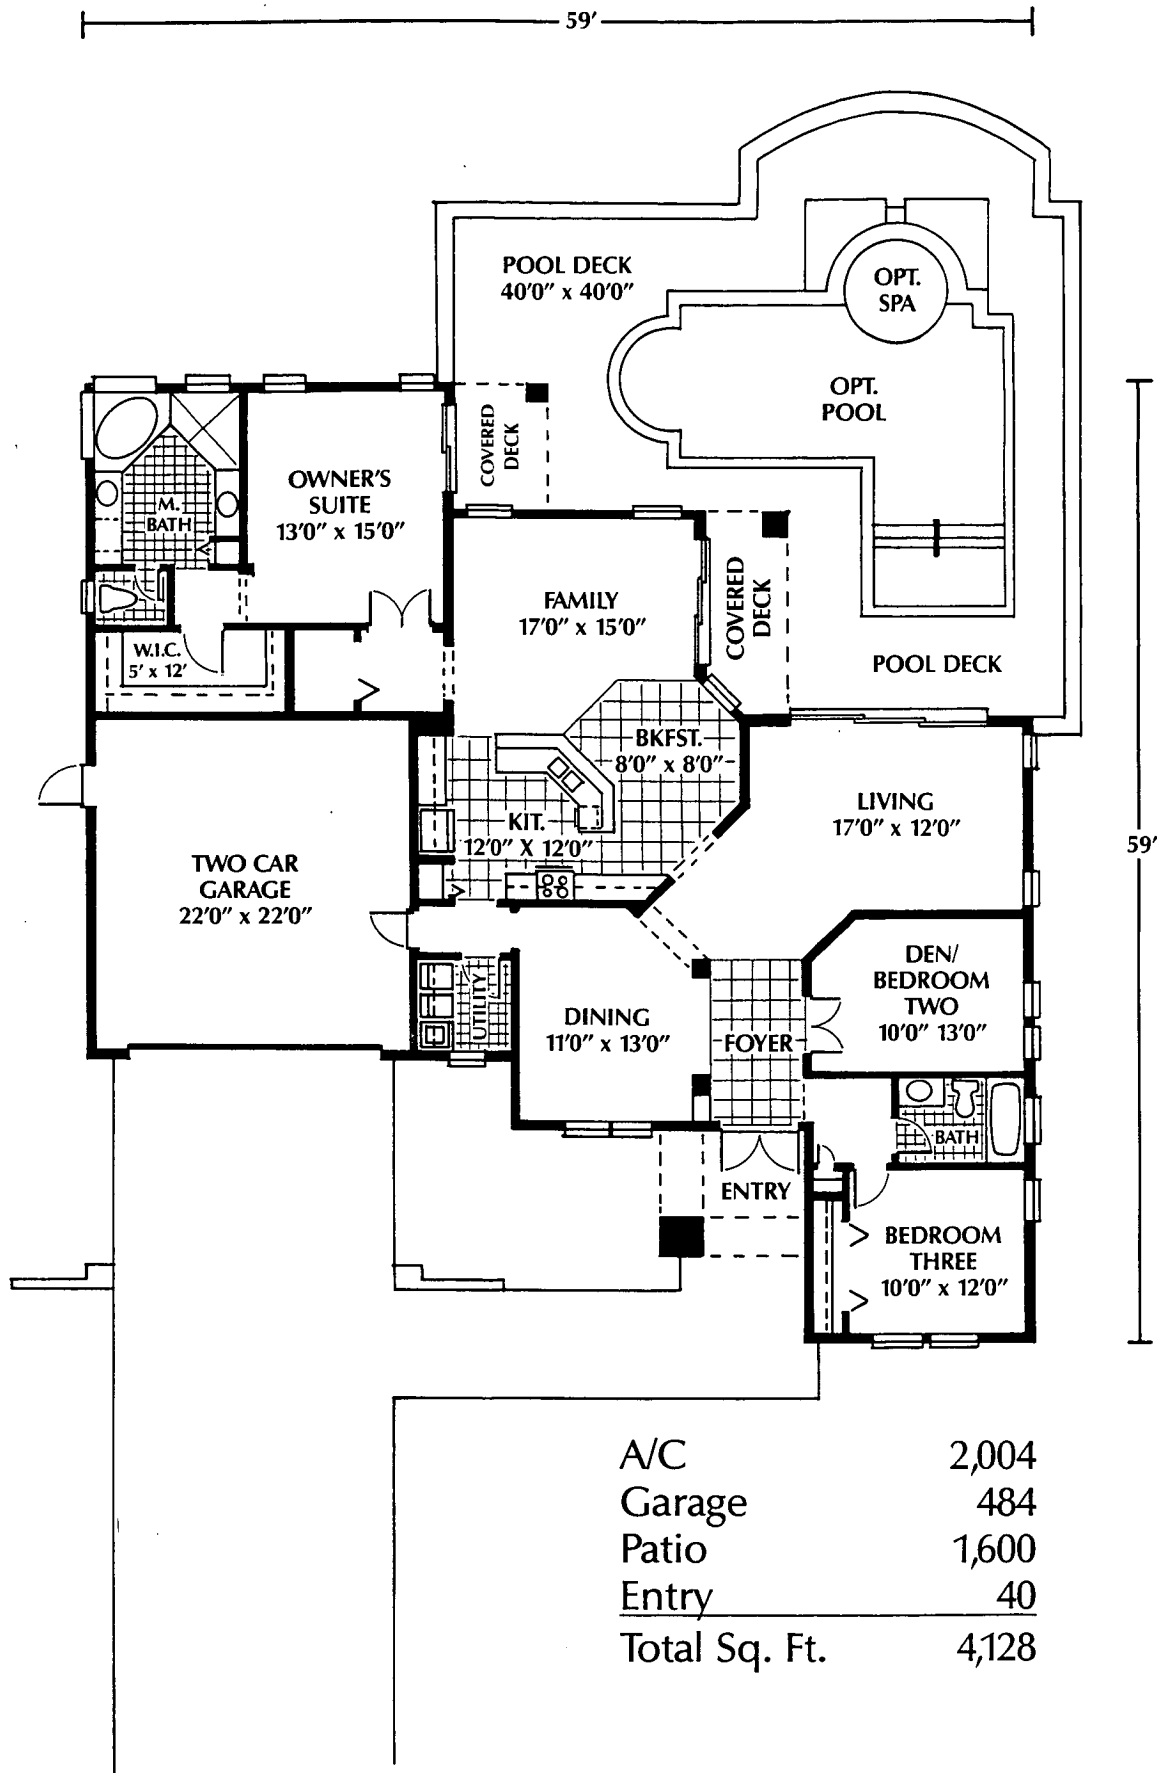 59'
POOL DECK
40'0" x 40'0"
OPT.
SPA
OPT.
POOL
COVERED
DECK
OWNER'S
SUITE
13'0" x 15'0"
M.
BATH
FAMILY
17'0" x 15'0"
COVERED
DECK
W.I.C.
5' x 12'
POOL DECK
BKFST.
8'0" x 8'0"
LIVING
17'0" x 12'0"
KIT.
12'0" X 12'0"
59'
TWO CAR
GARAGE
22'0" x 22'0"
DEN/
BEDROOM
TWO
10'0" 13'0"
UTILITY
DINING
11'0" x 13'0"
FOYER
BATH
ENTRY
BEDROOM
THREE
10'0" x 12'0"
A/C 2,004
Garage 484
Patio 1,600
Entry 40
Total Sq. Ft. 4,128